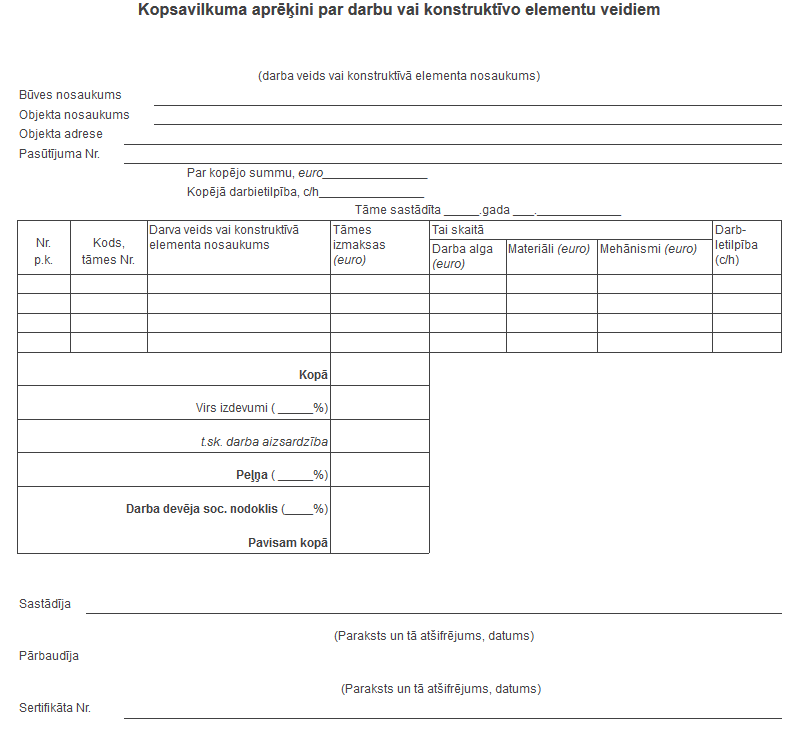 Kopsavilkuma aprēķini par darbu vai konstruktīvo elementu veidiem
(darba veids vai konstruktīvā elementa nosaukums)
Būves nosaukums
Objekta nosaukums
Objekta adrese
Pasūtījuma Nr.
Par kopējo summu, euro________________
Kopējā darbietilpība, c/h________________
Tāme sastādīta _____.gada ___.____________
Nr. p.k.
Kods, tāmes Nr.
Darva veids vai konstruktīvā elementa nosaukums
Tāmes izmaksas (euro)
Tai skaitā
Darba alga (euro)
Materiāli (euro)
Mehānismi (euro)
Darb-ietilpība (c/h)
Kopā
Virs izdevumi ( _____%)
t.sk. darba aizsardzība
Peļņa ( _____%)
Darba devēja soc. nodoklis (____%)
Pavisam kopā
Sastādīja
(Paraksts un tā atšifrējums, datums)
Pārbaudīja
(Paraksts un tā atšifrējums, datums)
Sertifikāta Nr.